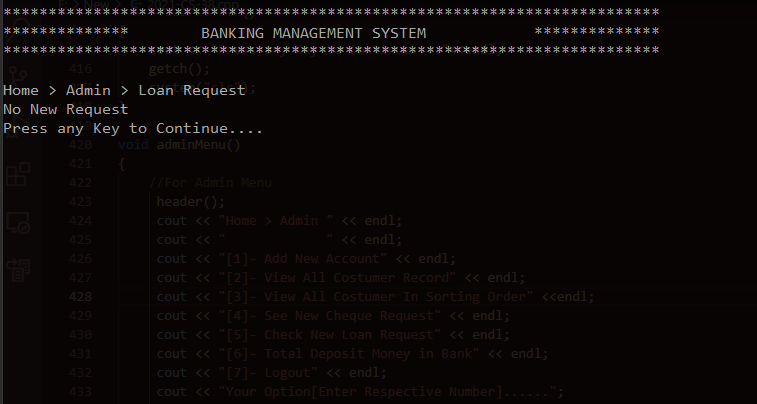 *************************************************************************
**************        BANKING MANAGEMENT SYSTEM            **************
*************************************************************************
416 getch();
Home > Admin > Loan Request
No New Request
Press any Key to Continue....
420 void adminMenu()
421 {
422 //For Admin Menu
423 header();
424 cout << "Home > Admin " << endl;
425 cout << "             " << endl;
426 cout << "[1]- Add New Account" << endl;
427 cout << "[2]- View All Costumer Record" << endl;
428 cout << "[3]- View All Costumer In Sorting Order" <<endl;
429 cout << "[4]- See New Cheque Request" << endl;
430 cout << "[5]- Check New Loan Request" << endl;
431 cout << "[6]- Total Deposit Money in Bank" << endl;
432 cout << "[7]- Logout" << endl;
433 cout << "Your Option[Enter Respective Number]......";